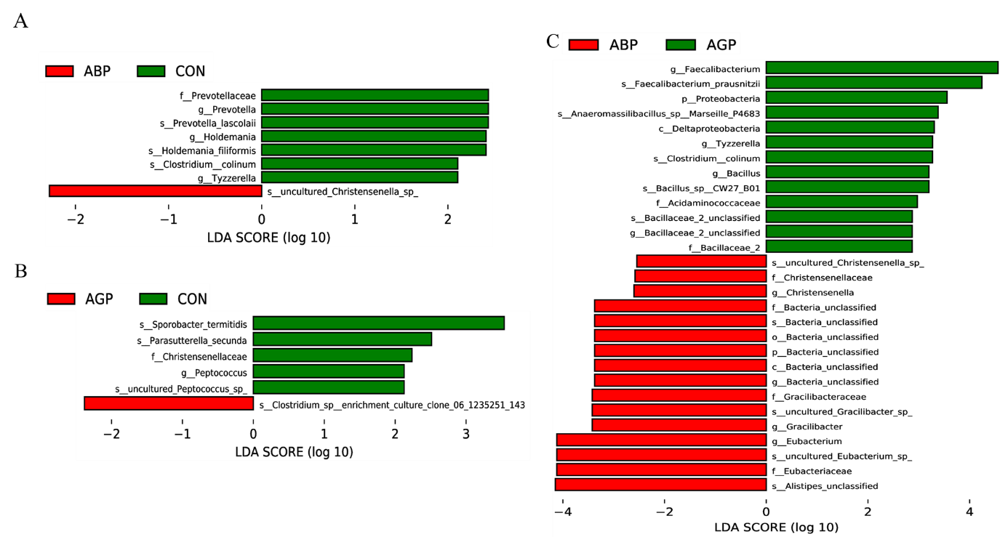 A
ABP CON
f__Prevotellaceae
g__Prevotella
s__Prevotella_lascolaii
g__Holdemania
s__Holdemania_filiformis
s__Clostridium__colinum
g__Tyzzerella
s__uncultured_Christensenella_sp_
−2 −1 0 1 2
LDA SCORE (log 10)
B
AGP CON
s__Sporobacter_termitidis
s__Parasutterella_secunda
f__Christensenellaceae
g__Peptococcus
s__uncultured_Peptococcus_sp_
s__Clostridium_sp__enrichment_culture_clone_06_1235251_143
−2 −1 0 1 2 3
LDA SCORE (log 10)
C
ABP AGP
g__Faecalibacterium
s__Faecalibacterium_prausnitzii
p__Proteobacteria
s__Anaeromassilibacillus_sp__Marseille_P4683
c__Deltaproteobacteria
g__Tyzzerella
s__Clostridium__colinum
g__Bacillus
s__Bacillus_sp__CW27_B01
f__Acidaminococcaceae
s__Bacillaceae_2_unclassified
g__Bacillaceae_2_unclassified
f__Bacillaceae_2
s__uncultured_Christensenella_sp_
f__Christensenellaceae
g__Christensenella
f__Bacteria_unclassified
s__Bacteria_unclassified
o__Bacteria_unclassified
p__Bacteria_unclassified
c__Bacteria_unclassified
g__Bacteria_unclassified
f__Gracilibacteraceae
s__uncultured_Gracilibacter_sp_
g__Gracilibacter
g__Eubacterium
s__uncultured_Eubacterium_sp_
f__Eubacteriaceae
s__Alistipes_unclassified
−4 −2 0 2 4
LDA SCORE (log 10)